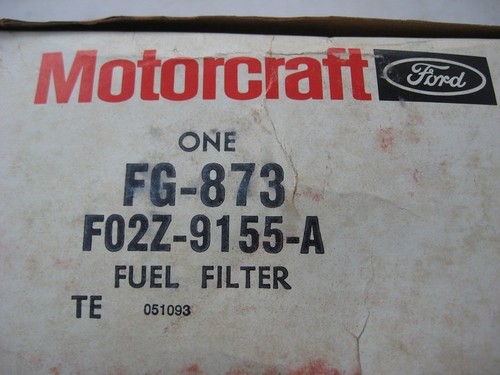 Motorcraft Ford
ONE
FG-873
F02Z-9155-A
FUEL FILTER
TE 051093